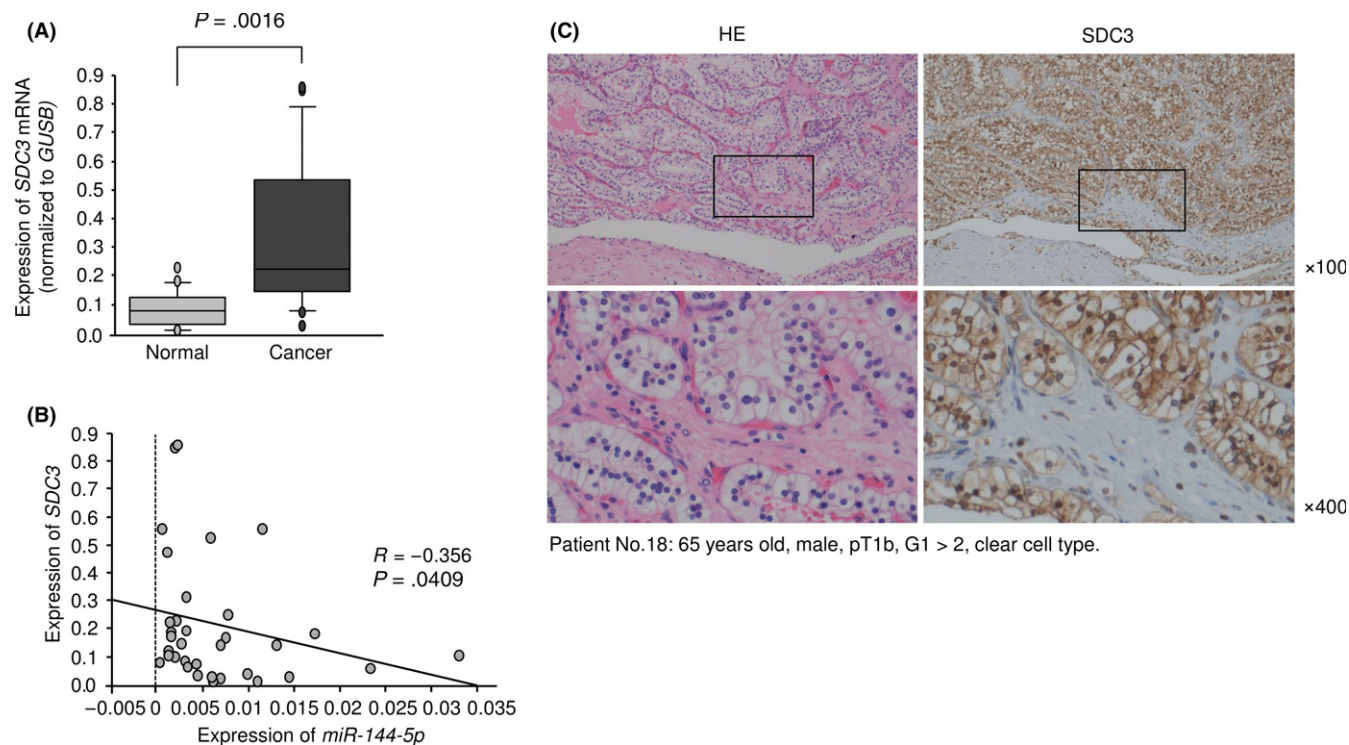 (A)
P = .0016
Expression of SDC3 mRNA
(normalized to GUSB)
0.9
0.8
0.7
0.6
0.5
0.4
0.3
0.2
0.1
0.0
Normal
Cancer
(B)
Expression of SDC3
0.9
0.8
0.7
0.6
0.5
0.4
0.3
0.2
0.1
0.0
R = −0.356
P = .0409
−0.005 0 0.005 0.01 0.015 0.02 0.025 0.03 0.035
Expression of miR-144-5p
(C)
HE
SDC3
×100
×400
Patient No.18: 65 years old, male, pT1b, G1 > 2, clear cell type.